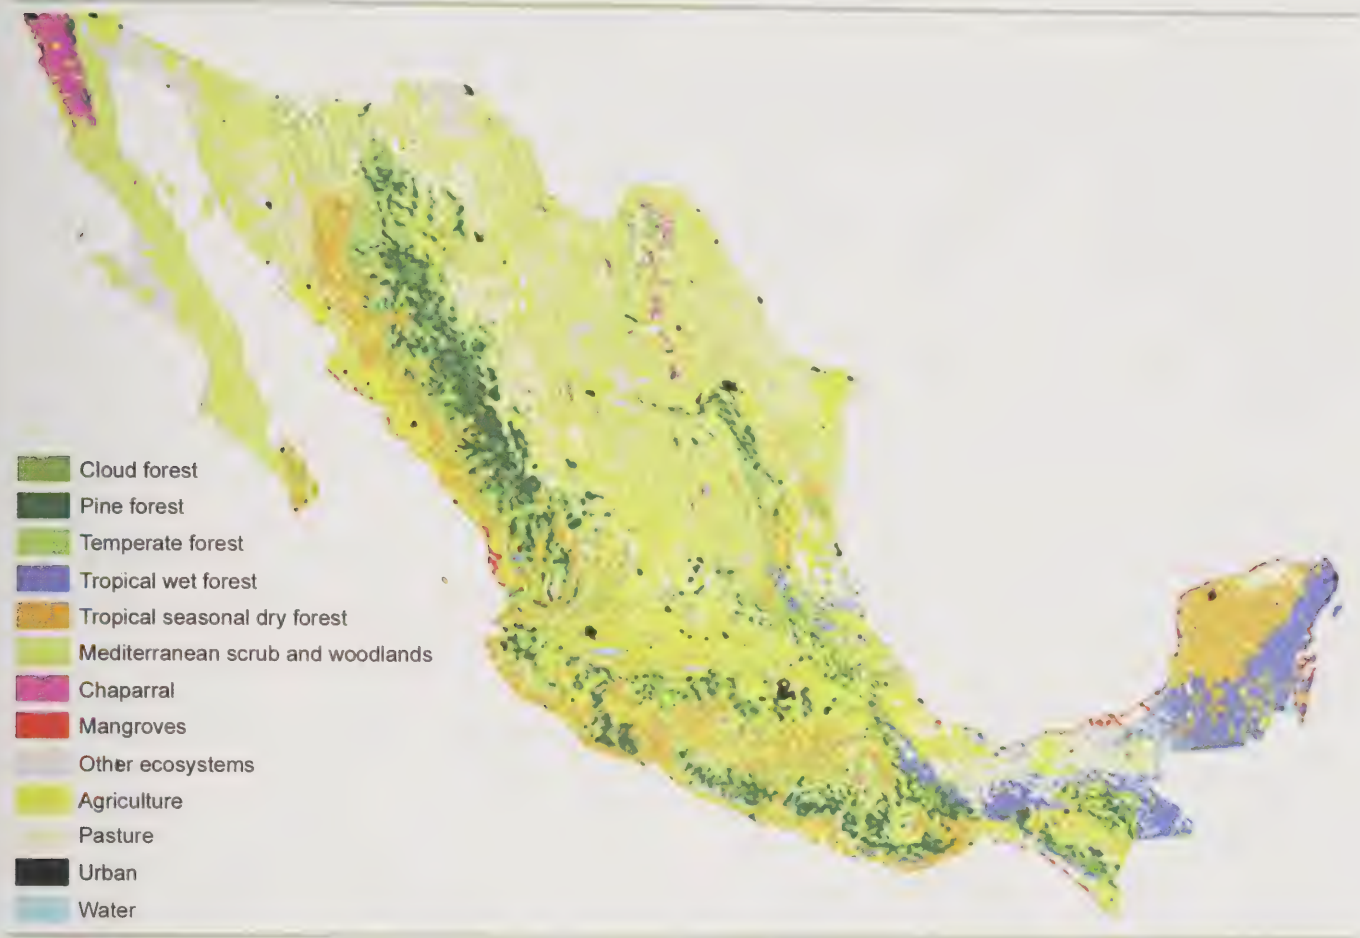 Cloud forest
Pine forest
Temperate forest
Tropical wet forest
Tropical seasonal dry forest
Mediterranean scrub and woodlands
Chaparral
Mangroves
Other ecosystems
Agriculture
Pasture
Urban
Water